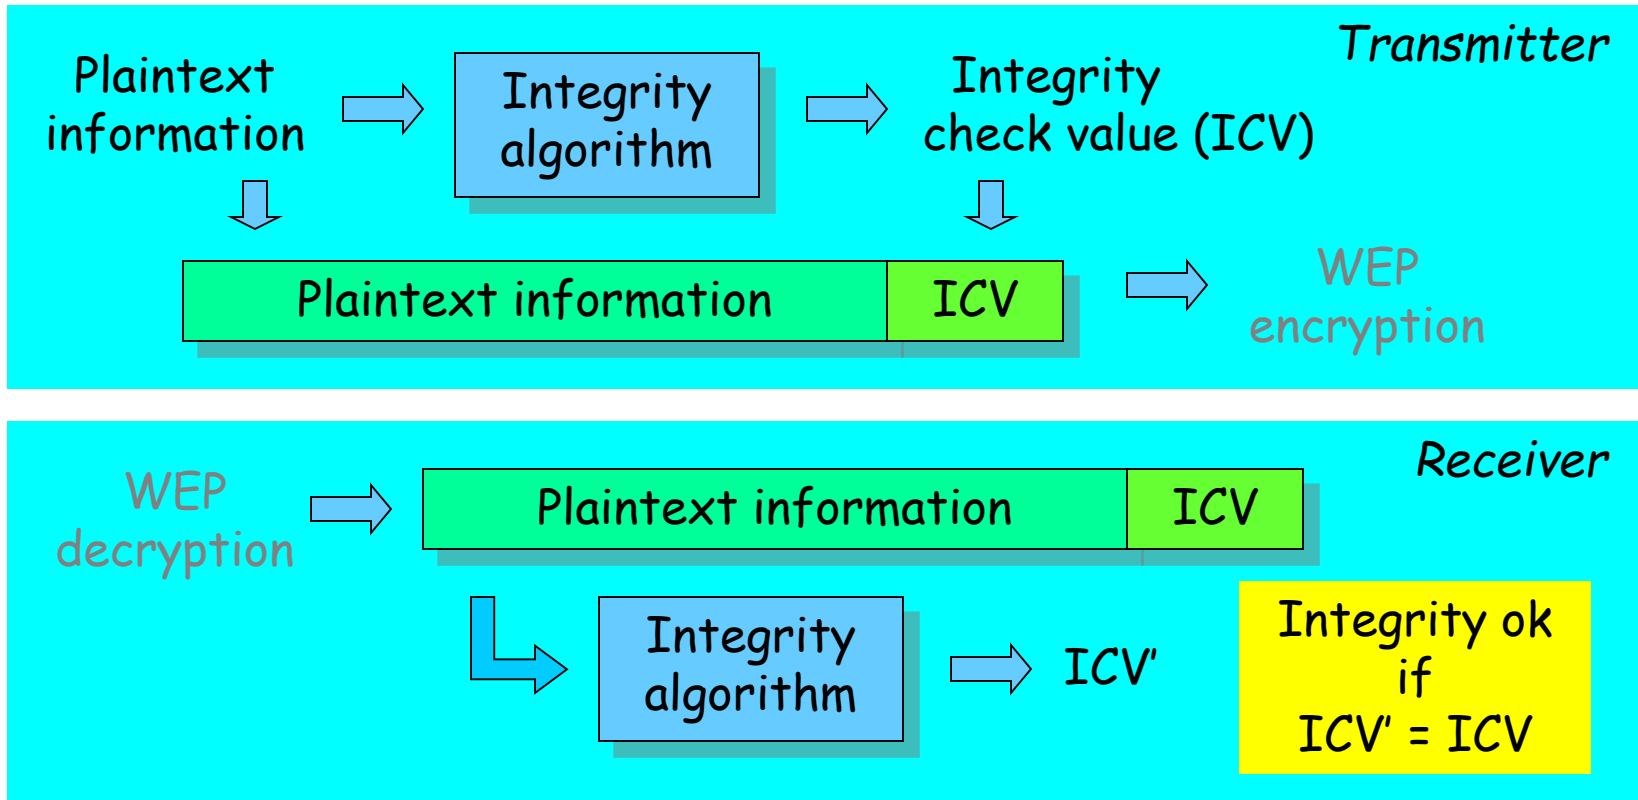 Transmitter
Plaintext
information
Integrity
algorithm
Integrity
check value (ICV)
Plaintext information
ICV
WEP
encryption
Receiver
WEP
decryption
Plaintext information
ICV
Integrity
algorithm
ICV'
Integrity ok
if
ICV' = ICV